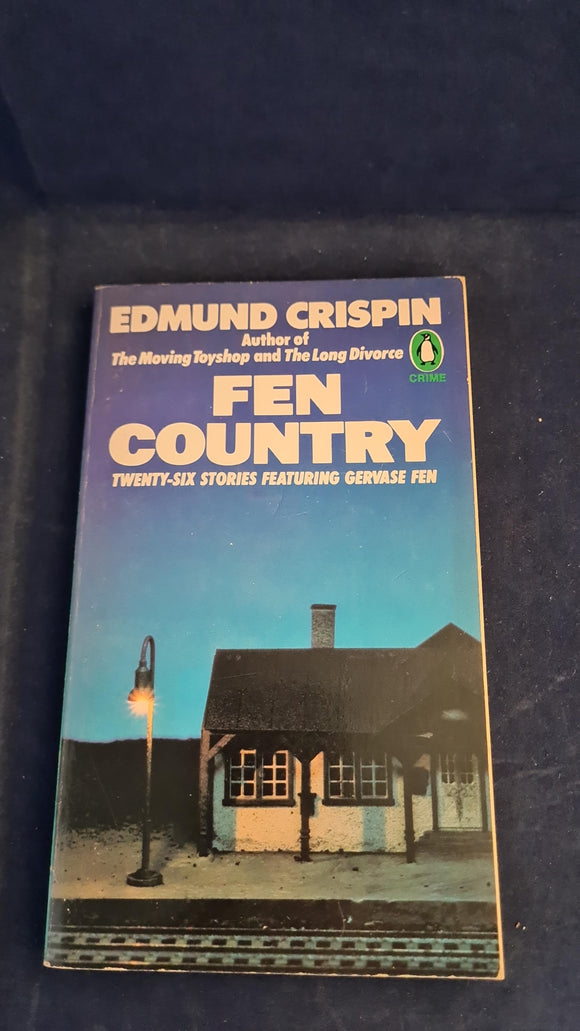 EDMUND CRISPIN
Author of
The Moving Toyshop and The Long Divorce
CRIME
FEN
COUNTRY
TWENTY-SIX STORIES FEATURING GERVASE FEN